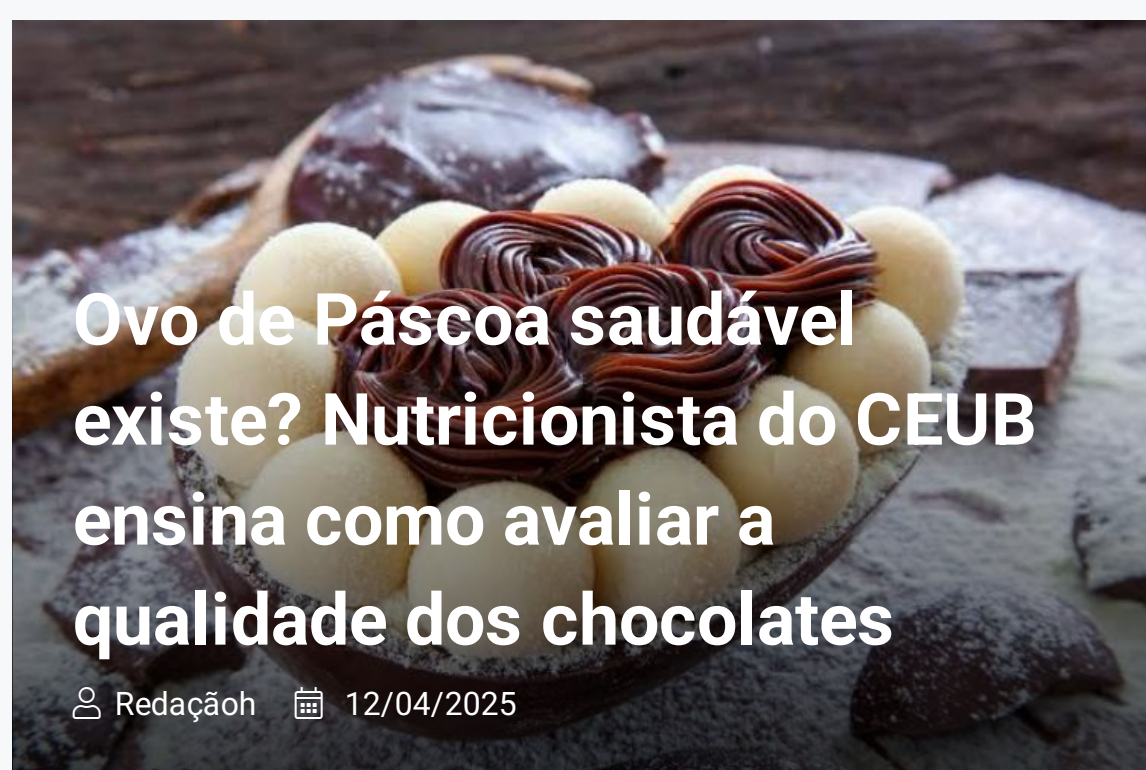 Ovo de Páscoa saudável
existe? Nutricionista do CEUB
ensina como avaliar a
qualidade dos chocolates
Redaçãoh 12/04/2025